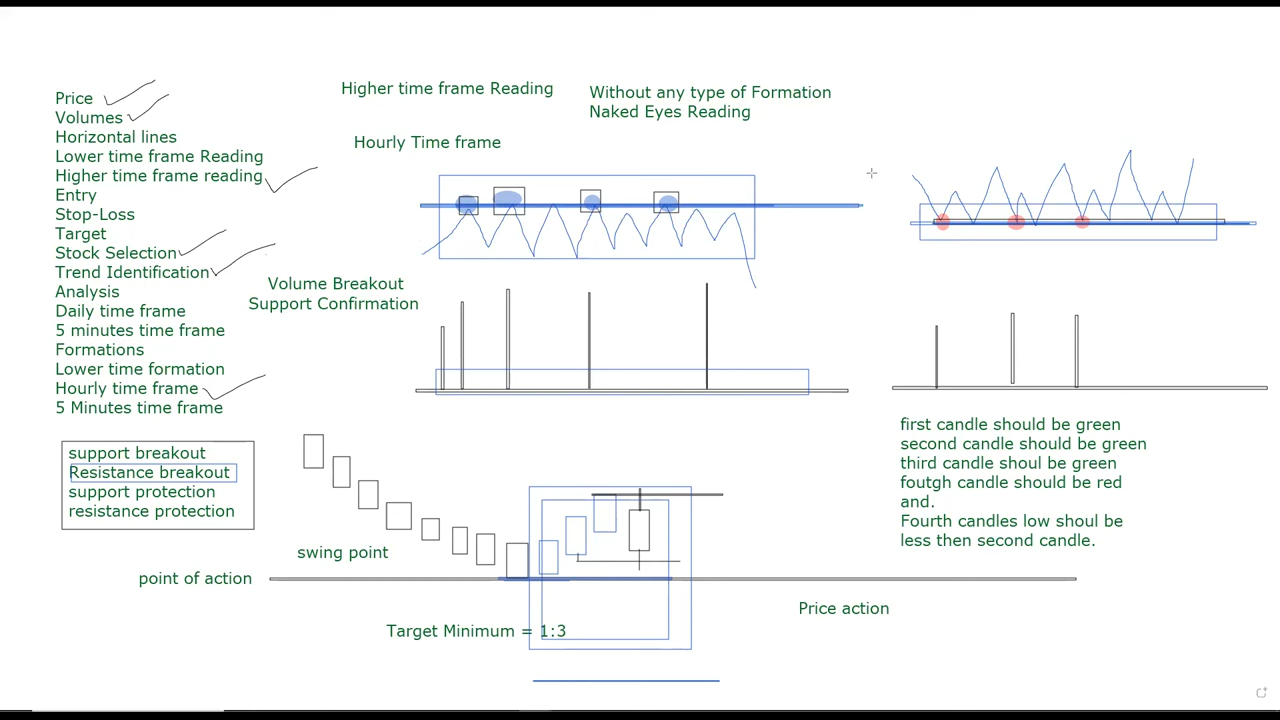 Price
Volumes
Horizontal lines
Lower time frame Reading
Higher time frame reading
Entry
Stop-Loss
Target
Stock Selection
Trend Identification
Analysis
Daily time frame
5 minutes time frame
Formations
Lower time formation
Hourly time frame
5 Minutes time frame
support breakout
Resistance breakout
support protection
resistance protection
Higher time frame Reading
Without any type of Formation
Naked Eyes Reading
Hourly Time frame
Volume Breakout
Support Confirmation
first candle should be green
second candle should be green
third candle shoul be green
foutgh candle should be red
and.
Fourth candles low shoul be
less then second candle.
swing point
point of action
Price action
Target Minimum = 1:3